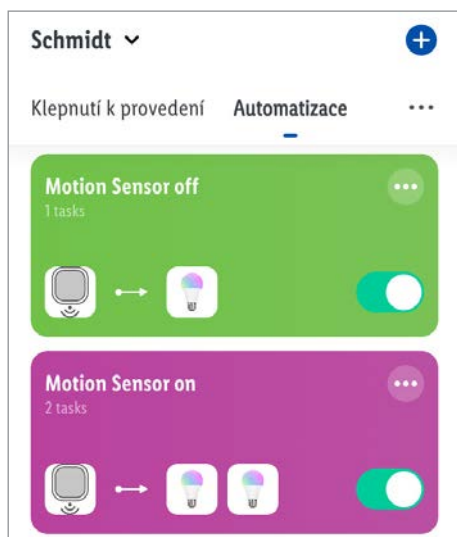 Schmidt
Klepnutí k provedení Automatizace
Motion Sensor off
1 tasks
Motion Sensor on
2 tasks